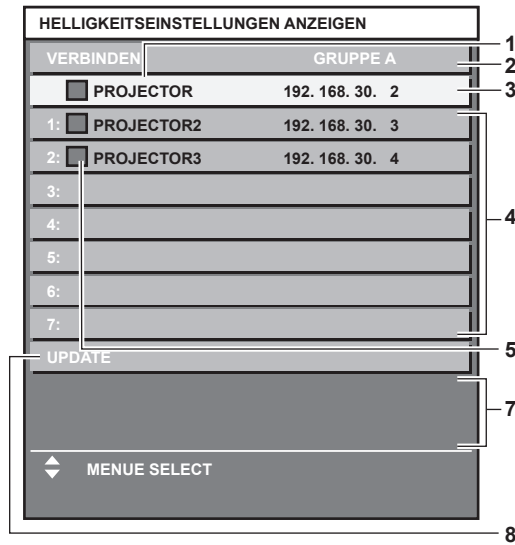 HELLIGKEITSEINSTELLUNGEN ANZEIGEN
VERBINDEN GRUPPE A
PROJECTOR 192. 168. 30. 2
1: PROJECTOR2 192. 168. 30. 3
2: PROJECTOR3 192. 168. 30. 4
3:
4:
5:
6:
7:
UPDATE
MENUE SELECT
1
2
3
4
5
7
8